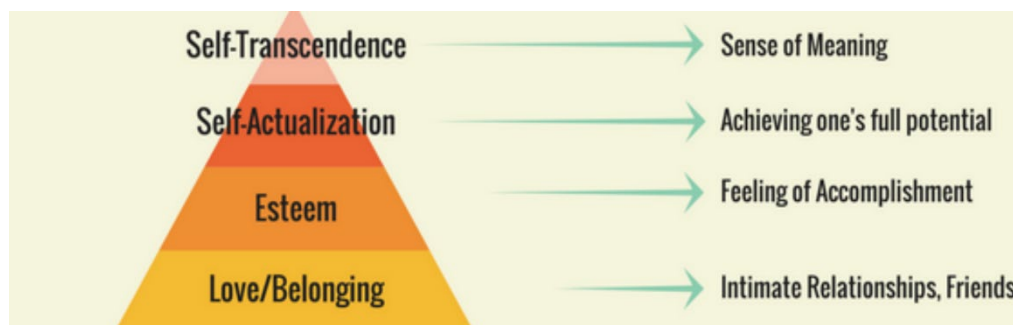 Self-Transcendence
Sense of Meaning
Self-Actualization
Achieving one's full potential
Esteem
Feeling of Accomplishment
Love/Belonging
Intimate Relationships, Friends